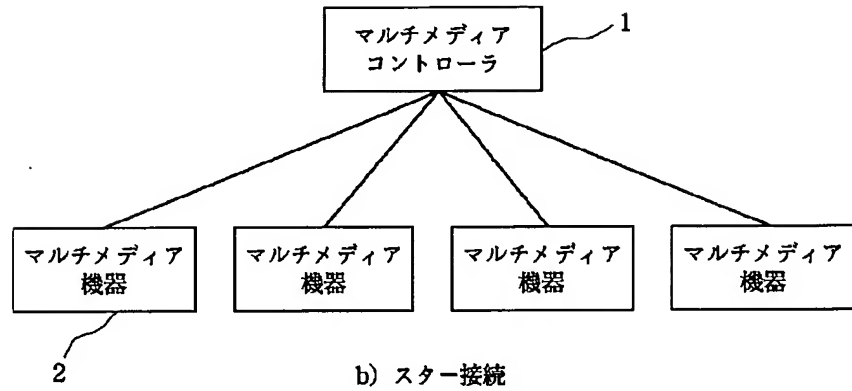 マルチメディア
コントローラ
1
マルチメディア
機器
マルチメディア
機器
マルチメディア
機器
マルチメディア
機器
2
b) スター接続